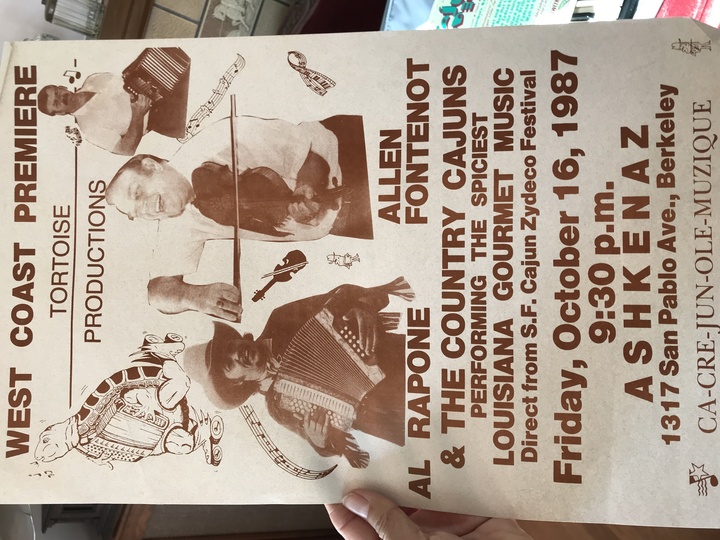 WEST COAST PREMIERE
TORTOISE
PRODUCTIONS
AL RAPONE
ALLEN
FONTENOT
& THE COUNTRY CAJUNS
PERFORMING THE SPICIEST
LOUISIANA GOURMET MUSIC
Direct from S.F. Cajun Zydeco Festival
Friday, October 16, 1987
9:30 p.m.
ASHKENAZ
1317 San Pablo Ave., Berkeley
CA-CRE-JUN-OLE-MUZIQUE